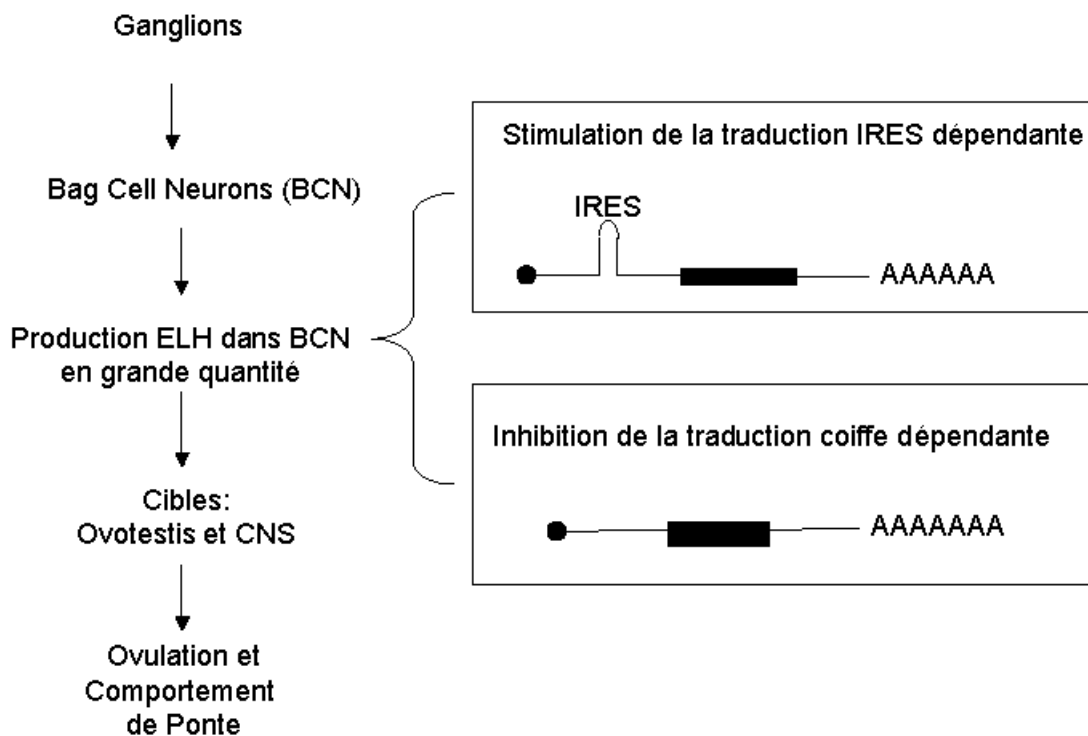 Ganglions
Bag Cell Neurons (BCN)
Production ELH dans BCN
en grande quantité
Cibles:
Ovotestis et CNS
Ovulation et
Comportement
de Ponte
Stimulation de la traduction IRES dépendante
IRES
AAAAAA
Inhibition de la traduction coiffe dépendante
AAAAAAA